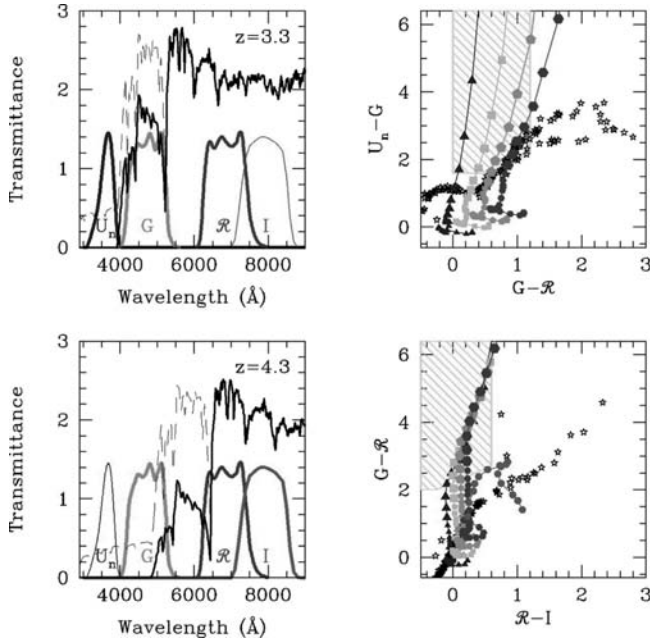 z=3.3
Transmittance
3
2
1
0
Uₙ G ℛ I
4000 6000 8000
Wavelength (Å)
Uₙ−G
6
4
2
0
0 1 2 3
G−ℛ
z=4.3
Transmittance
3
2
1
0
Uₙ G ℛ I
4000 6000 8000
Wavelength (Å)
G−ℛ
6
4
2
0
0 1 2 3
ℛ−I